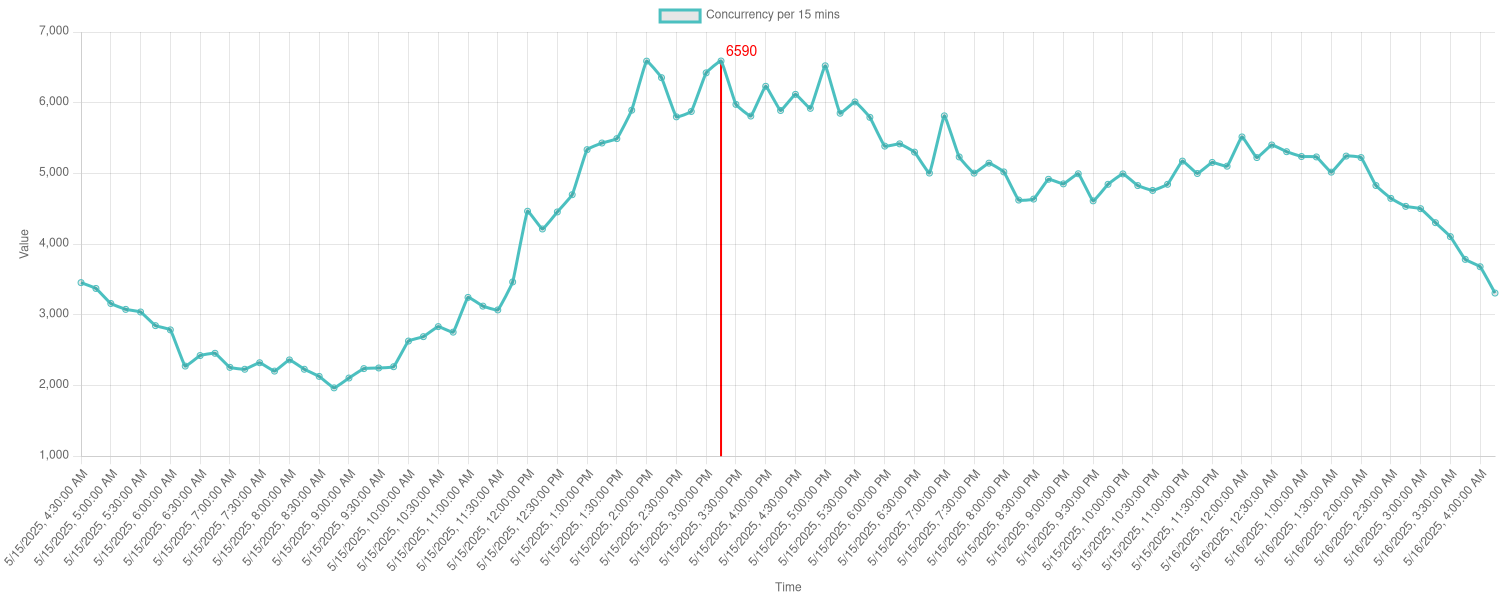 Concurrency per 15 mins
7,000
6590
6,000
5,000
4,000
Value
3,000
2,000
1,000
5/15/2025, 4:30:00 AM
5/15/2025, 5:00:00 AM
5/15/2025, 5:30:00 AM
5/15/2025, 6:00:00 AM
5/15/2025, 6:30:00 AM
5/15/2025, 7:00:00 AM
5/15/2025, 7:30:00 AM
5/15/2025, 8:00:00 AM
5/15/2025, 8:30:00 AM
5/15/2025, 9:00:00 AM
5/15/2025, 9:30:00 AM
5/15/2025, 10:00:00 AM
5/15/2025, 10:30:00 AM
5/15/2025, 11:00:00 AM
5/15/2025, 11:30:00 AM
5/15/2025, 12:00:00 PM
5/15/2025, 12:30:00 PM
5/15/2025, 1:00:00 PM
5/15/2025, 1:30:00 PM
5/15/2025, 2:00:00 PM
5/15/2025, 2:30:00 PM
5/15/2025, 3:00:00 PM
5/15/2025, 3:30:00 PM
5/15/2025, 4:00:00 PM
5/15/2025, 4:30:00 PM
5/15/2025, 5:00:00 PM
5/15/2025, 5:30:00 PM
5/15/2025, 6:00:00 PM
5/15/2025, 6:30:00 PM
5/15/2025, 7:00:00 PM
5/15/2025, 7:30:00 PM
5/15/2025, 8:00:00 PM
5/15/2025, 8:30:00 PM
5/15/2025, 9:00:00 PM
5/15/2025, 9:30:00 PM
5/15/2025, 10:00:00 PM
5/15/2025, 10:30:00 PM
5/15/2025, 11:00:00 PM
5/15/2025, 11:30:00 PM
5/16/2025, 12:00:00 AM
5/16/2025, 12:30:00 AM
5/16/2025, 1:00:00 AM
5/16/2025, 1:30:00 AM
5/16/2025, 2:00:00 AM
5/16/2025, 2:30:00 AM
5/16/2025, 3:00:00 AM
5/16/2025, 3:30:00 AM
5/16/2025, 4:00:00 AM
Time